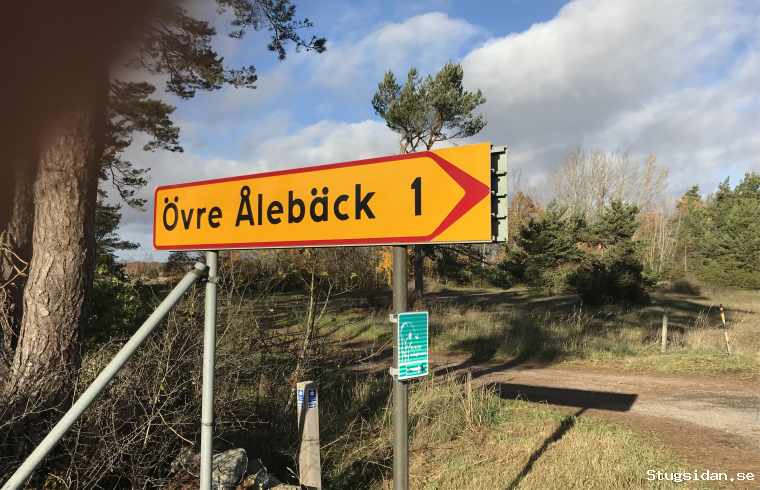 Övre Ålebäck 1
Stugsidan.se